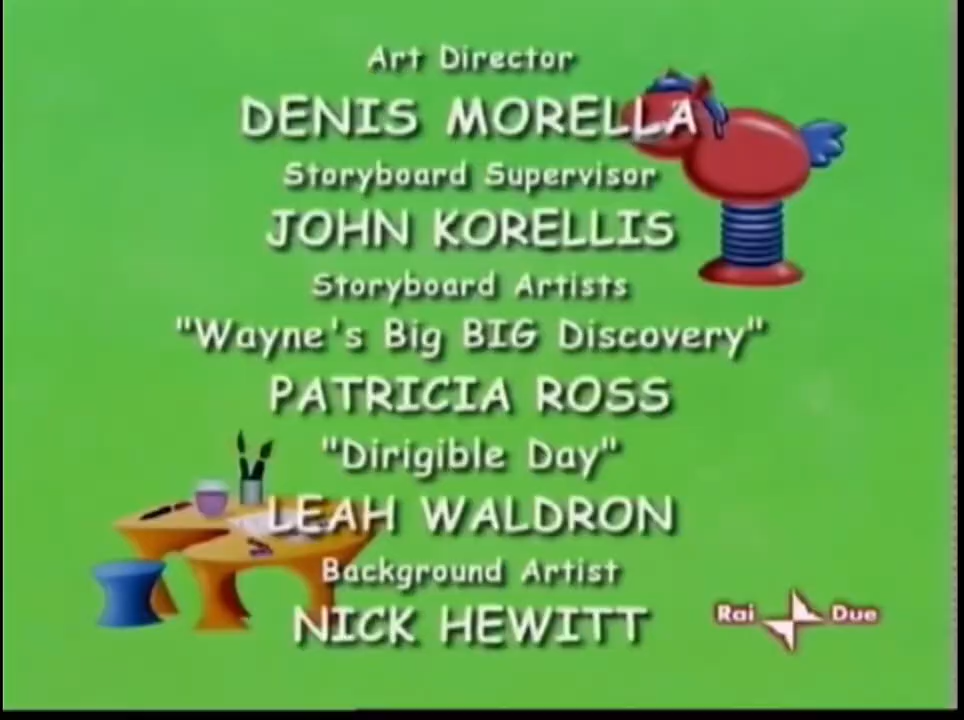 Art Director
DENIS MORELLA
Storyboard Supervisor
JOHN KORELLIS
Storyboard Artists
"Wayne's Big BIG Discovery"
PATRICIA ROSS
"Dirigible Day"
LEAH WALDRON
Background Artist
NICK HEWITT
Rai Due